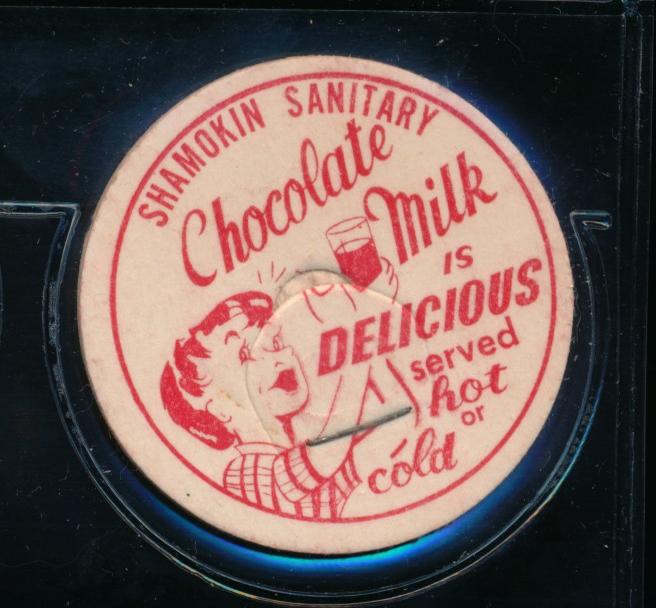 SHAMOKIN SANITARY
Chocolate
Milk
IS
DELICIOUS
served
hot
or
cold